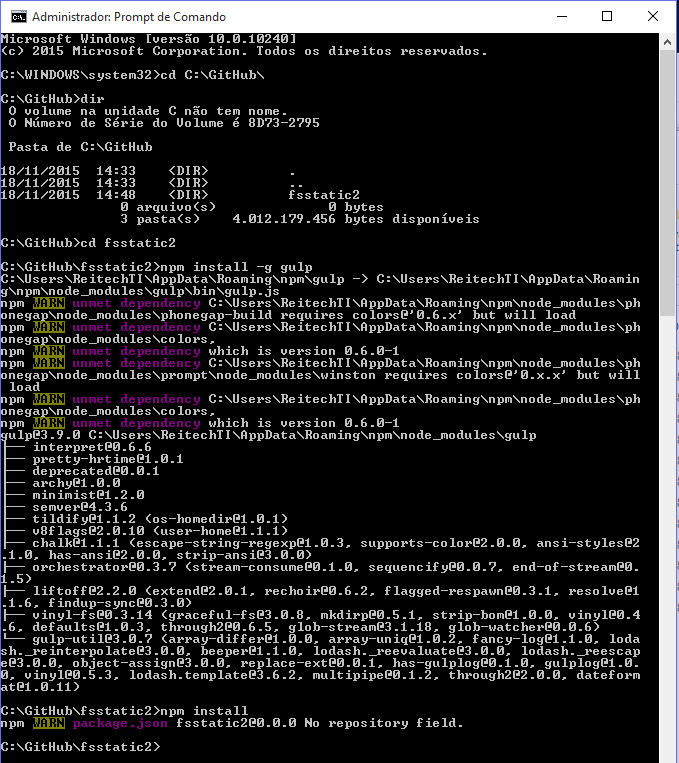 Administrador: Prompt de Comando
Microsoft Windows [versão 10.0.10240]
(c) 2015 Microsoft Corporation. Todos os direitos reservados.
C:\WINDOWS\system32>cd C:\GitHub\
C:\GitHub>dir
 O volume na unidade C não tem nome.
 O Número de Série do Volume é 8D73-2795
 Pasta de C:\GitHub
18/11/2015  14:33    <DIR>          .
18/11/2015  14:33    <DIR>          ..
18/11/2015  14:48    <DIR>          fsstatic2
               0 arquivo(s)              0 bytes
               3 pasta(s)    4.012.179.456 bytes disponíveis
C:\GitHub>cd fsstatic2
C:\GitHub\fsstatic2>npm install -g gulp
C:\Users\ReitechTI\AppData\Roaming\npm\gulp -> C:\Users\ReitechTI\AppData\Roamin
g\npm\node_modules\gulp\bin\gulp.js
npm WARN unmet dependency C:\Users\ReitechTI\AppData\Roaming\npm\node_modules\ph
onegap\node_modules\phonegap-build requires colors@'0.6.x' but will load
npm WARN unmet dependency C:\Users\ReitechTI\AppData\Roaming\npm\node_modules\ph
onegap\node_modules\colors,
npm WARN unmet dependency which is version 0.6.0-1
npm WARN unmet dependency C:\Users\ReitechTI\AppData\Roaming\npm\node_modules\ph
onegap\node_modules\prompt\node_modules\winston requires colors@'0.x.x' but will
 load
npm WARN unmet dependency C:\Users\ReitechTI\AppData\Roaming\npm\node_modules\ph
onegap\node_modules\colors,
npm WARN unmet dependency which is version 0.6.0-1
gulp@3.9.0 C:\Users\ReitechTI\AppData\Roaming\npm\node_modules\gulp
├── interpret@0.6.6
├── pretty-hrtime@1.0.1
├── deprecated@0.0.1
├── archy@1.0.0
├── minimist@1.2.0
├── semver@4.3.6
├── tildify@1.1.2 (os-homedir@1.0.1)
├── v8flags@2.0.10 (user-home@1.1.1)
├── chalk@1.1.1 (escape-string-regexp@1.0.3, supports-color@2.0.0, ansi-styles@2
.1.0, has-ansi@2.0.0, strip-ansi@3.0.0)
├── orchestrator@0.3.7 (stream-consume@0.1.0, sequencify@0.0.7, end-of-stream@0.
1.5)
├── liftoff@2.2.0 (extend@2.0.1, rechoir@0.6.2, flagged-respawn@0.3.1, resolve@1
.1.6, findup-sync@0.3.0)
├── vinyl-fs@0.3.14 (graceful-fs@3.0.8, mkdirp@0.5.1, strip-bom@1.0.0, vinyl@0.4
.6, defaults@1.0.3, through2@0.6.5, glob-stream@3.1.18, glob-watcher@0.0.6)
└── gulp-util@3.0.7 (array-differ@1.0.0, array-uniq@1.0.2, fancy-log@1.1.0, loda
sh._reinterpolate@3.0.0, beeper@1.1.0, lodash._reevaluate@3.0.0, lodash._reescap
e@3.0.0, object-assign@3.0.0, replace-ext@0.0.1, has-gulplog@0.1.0, gulplog@1.0.
0, vinyl@0.5.3, lodash.template@3.6.2, multipipe@0.1.2, through2@2.0.0, dateform
at@1.0.11)
C:\GitHub\fsstatic2>npm install
npm WARN package.json fsstatic2@0.0.0 No repository field.
C:\GitHub\fsstatic2>